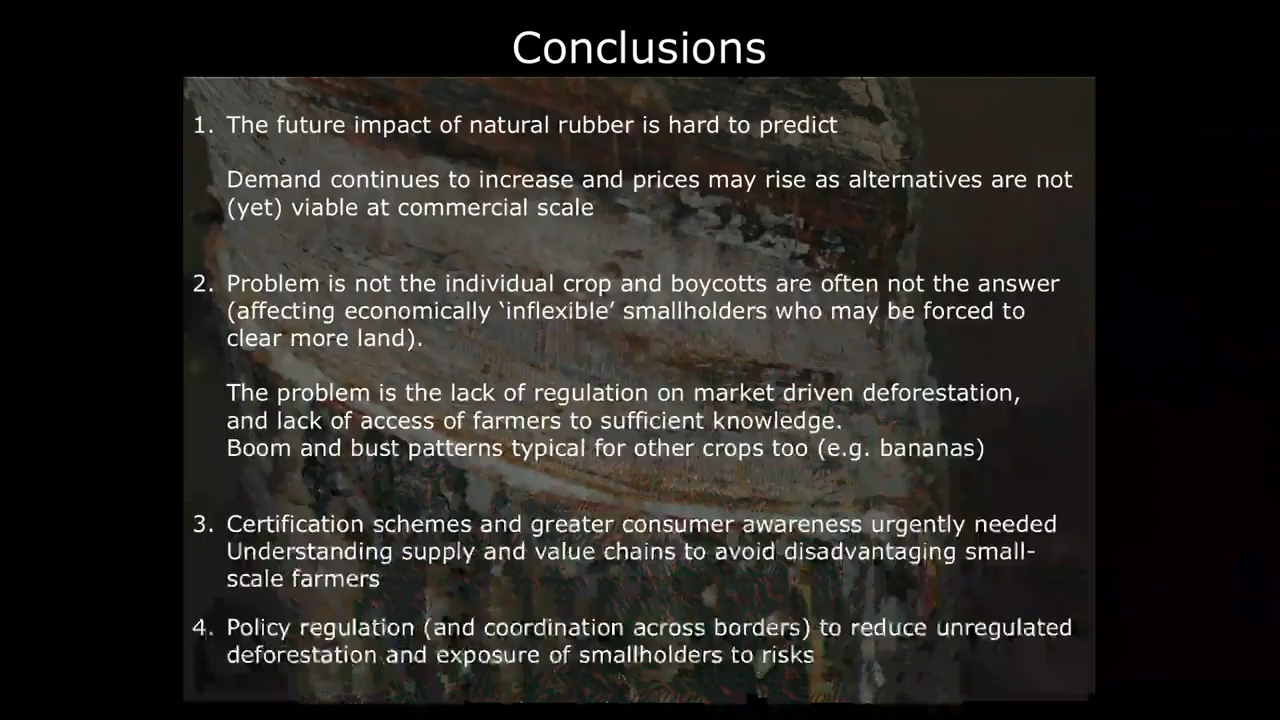 Conclusions
1. The future impact of natural rubber is hard to predict
Demand continues to increase and prices may rise as alternatives are not
(yet) viable at commercial scale
2. Problem is not the individual crop and boycotts are often not the answer
(affecting economically ‘inflexible’ smallholders who may be forced to
clear more land).
The problem is the lack of regulation on market driven deforestation,
and lack of access of farmers to sufficient knowledge.
Boom and bust patterns typical for other crops too (e.g. bananas)
3. Certification schemes and greater consumer awareness urgently needed
Understanding supply and value chains to avoid disadvantaging small-
scale farmers
4. Policy regulation (and coordination across borders) to reduce unregulated
deforestation and exposure of smallholders to risks